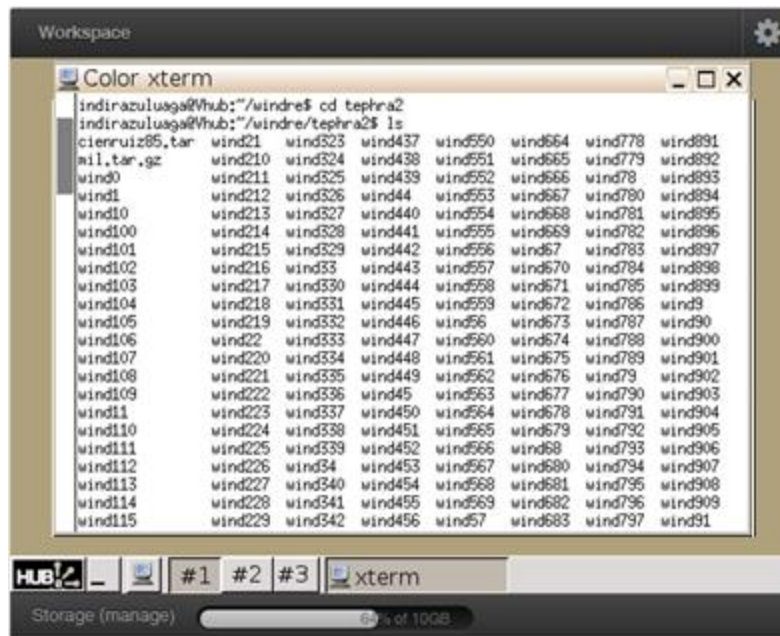 Workspace
Color xterm
indirazuluaga@Vhub:~/windre$ cd tephra2
indirazuluaga@Vhub:~/windre/tephra2$ ls
cienruiz85.tar wind21 wind323 wind437 wind550 wind664 wind778 wind891
mil.tar.gz wind210 wind324 wind438 wind551 wind665 wind779 wind892
wind0 wind211 wind325 wind439 wind552 wind666 wind78 wind893
wind1 wind212 wind326 wind44 wind553 wind667 wind780 wind894
wind10 wind213 wind327 wind440 wind554 wind668 wind781 wind895
wind100 wind214 wind328 wind441 wind555 wind669 wind782 wind896
wind101 wind215 wind329 wind442 wind556 wind67 wind783 wind897
wind102 wind216 wind33 wind443 wind557 wind670 wind784 wind898
wind103 wind217 wind330 wind444 wind558 wind671 wind785 wind899
wind104 wind218 wind331 wind445 wind559 wind672 wind786 wind9
wind105 wind219 wind332 wind446 wind56 wind673 wind787 wind90
wind106 wind22 wind333 wind447 wind560 wind674 wind788 wind900
wind107 wind220 wind334 wind448 wind561 wind675 wind789 wind901
wind108 wind221 wind335 wind449 wind562 wind676 wind79 wind902
wind109 wind222 wind336 wind45 wind563 wind677 wind790 wind903
wind11 wind223 wind337 wind450 wind564 wind678 wind791 wind904
wind110 wind224 wind338 wind451 wind565 wind679 wind792 wind905
wind111 wind225 wind339 wind452 wind566 wind68 wind793 wind906
wind112 wind226 wind34 wind453 wind567 wind680 wind794 wind907
wind113 wind227 wind340 wind454 wind568 wind681 wind795 wind908
wind114 wind228 wind341 wind455 wind569 wind682 wind796 wind909
wind115 wind229 wind342 wind456 wind57 wind683 wind797 wind91
HUB #1 #2 #3 xterm
Storage (manage) 64% of 10GB